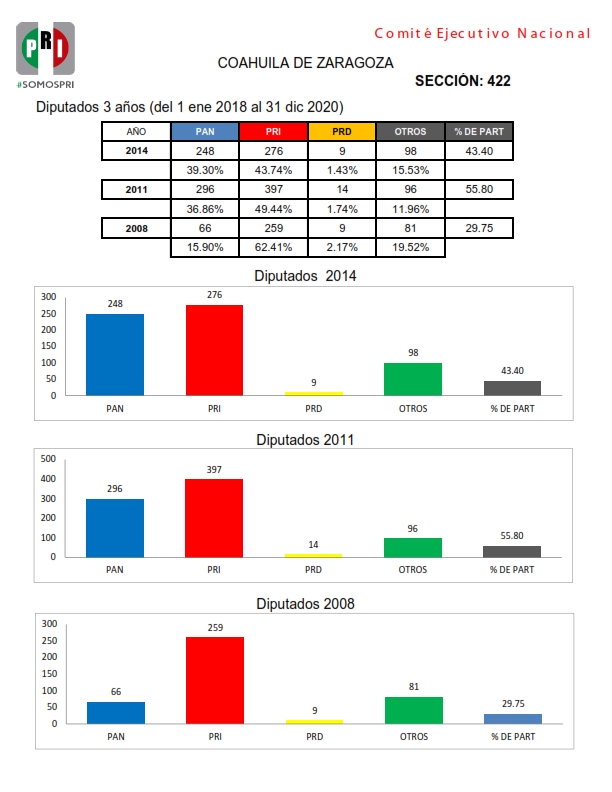 Comité Ejecutivo Nacional
PRI
#SOMOSPRI
COAHUILA DE ZARAGOZA
SECCIÓN: 422
Diputados 3 años (del 1 ene 2018 al 31 dic 2020)
AÑO PAN PRI PRD OTROS % DE PART
2014 248 276 9 98 43.40
39.30% 43.74% 1.43% 15.53%
2011 296 397 14 96 55.80
36.86% 49.44% 1.74% 11.96%
2008 66 259 9 81 29.75
15.90% 62.41% 2.17% 19.52%
Diputados 2014
300
250
200
150
100
50
0
248 276 9 98 43.40
PAN PRI PRD OTROS % DE PART
Diputados 2011
500
400
300
200
100
0
296 397 14 96 55.80
PAN PRI PRD OTROS % DE PART
Diputados 2008
300
250
200
150
100
50
0
66 259 9 81 29.75
PAN PRI PRD OTROS % DE PART